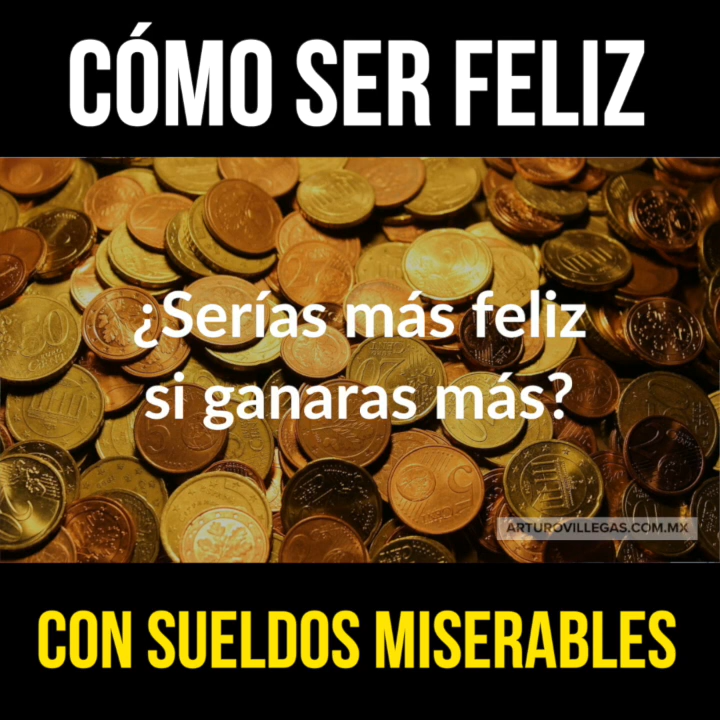 CÓMO SER FELIZ
¿Serías más feliz
si ganaras más?
ARTUROVILLEGAS.COM.MX
CON SUELDOS MISERABLES